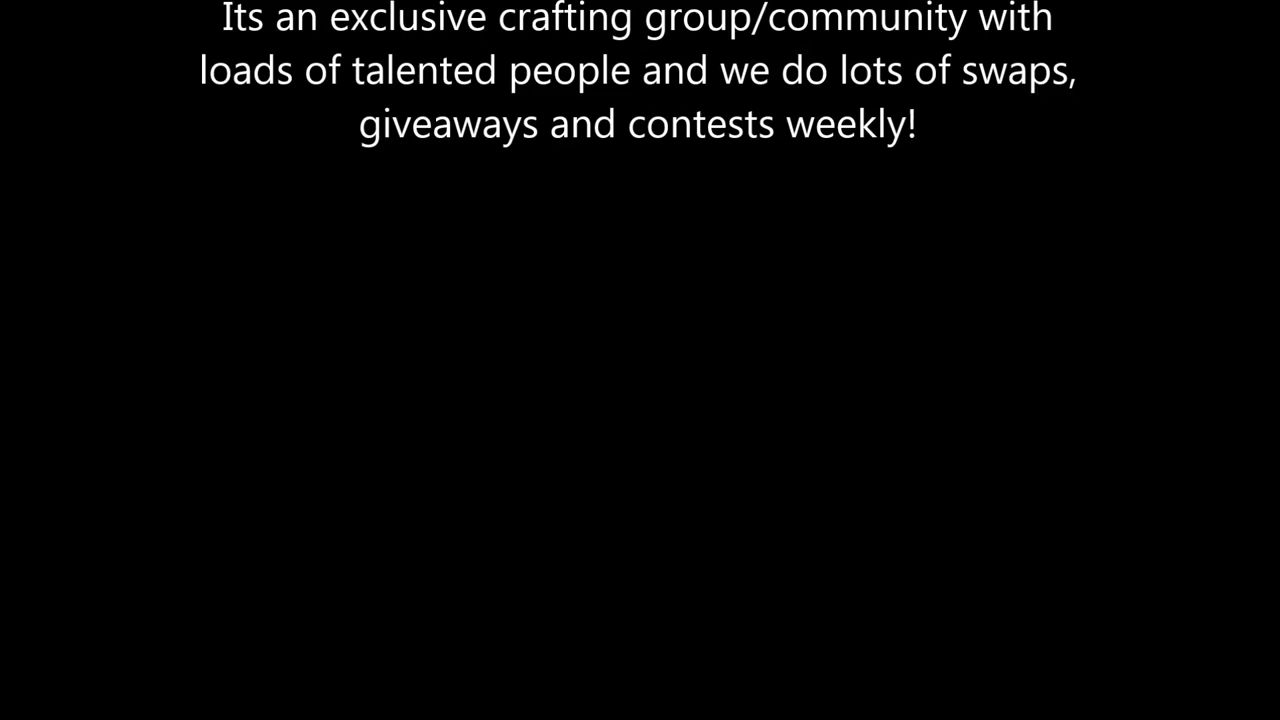 Its an exclusive crafting group/community with
loads of talented people and we do lots of swaps,
giveaways and contests weekly!